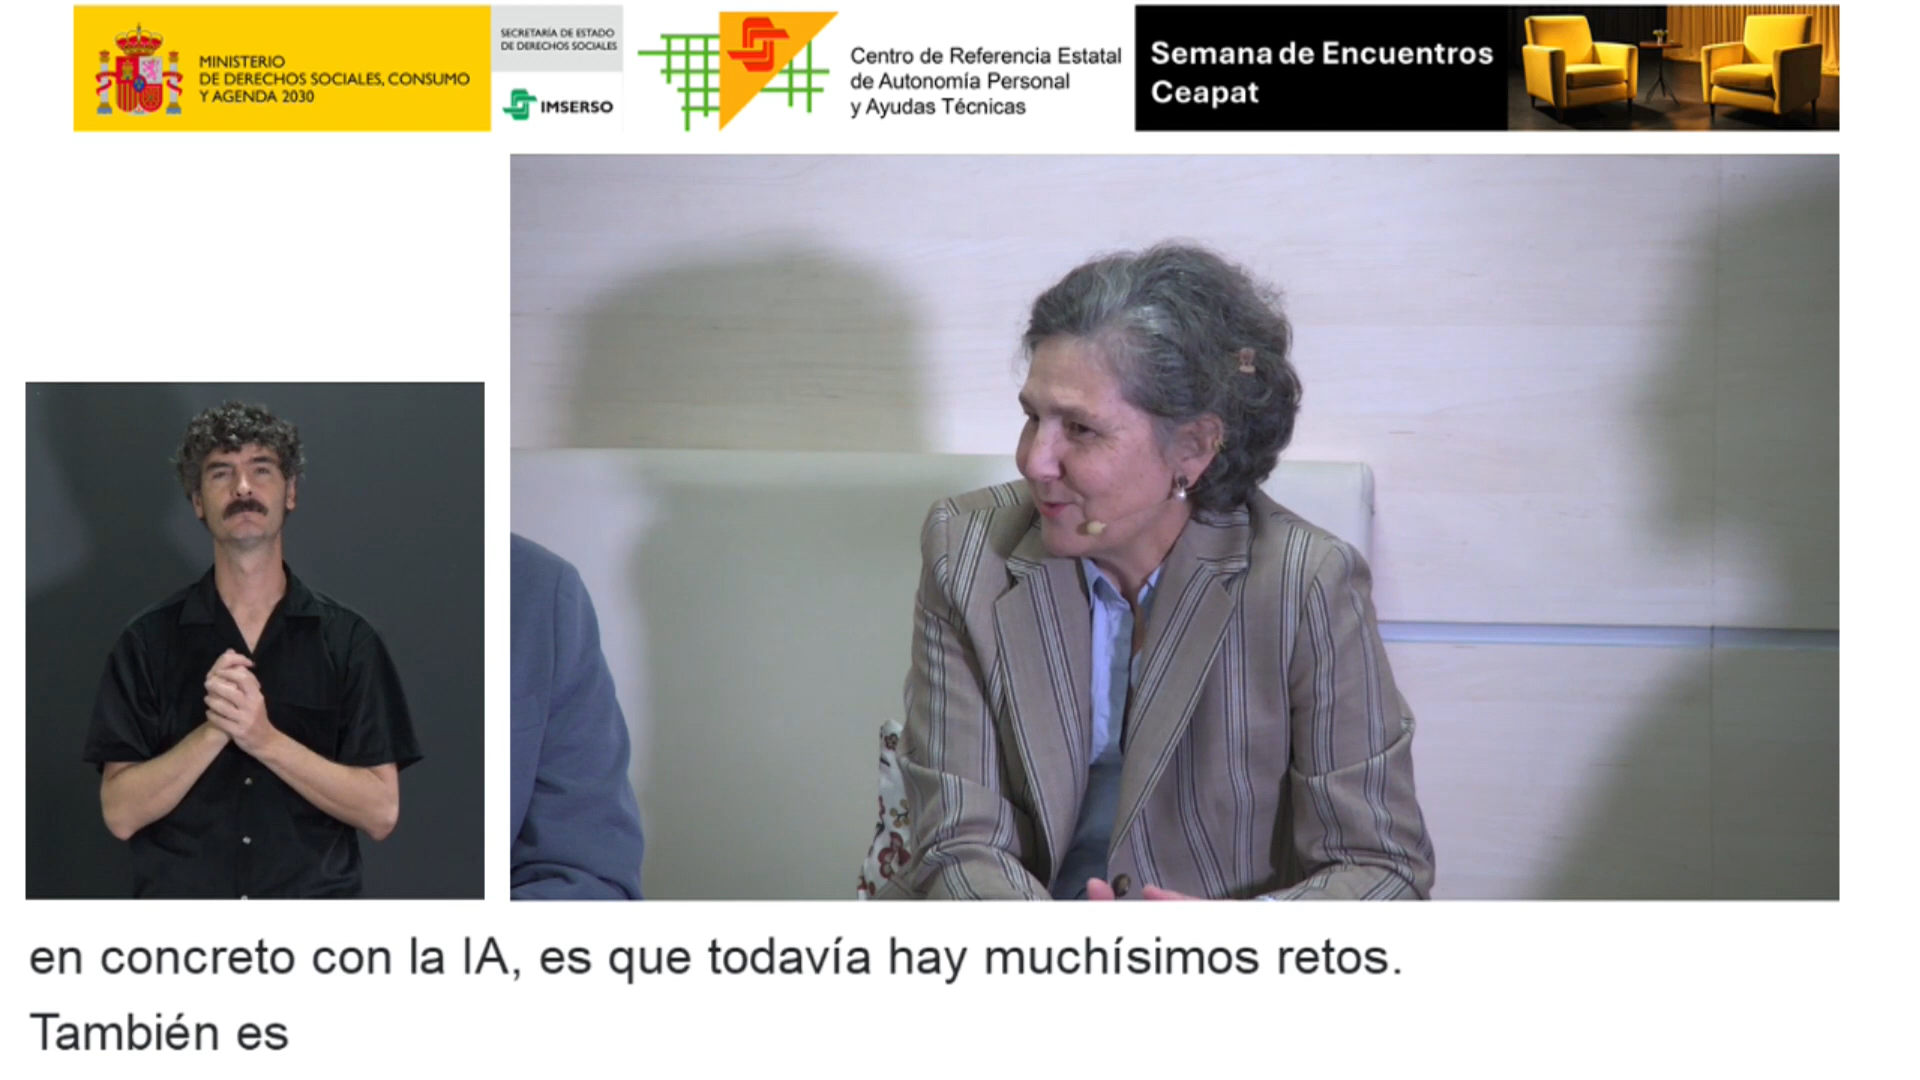 MINISTERIO
DE DERECHOS SOCIALES, CONSUMO
Y AGENDA 2030
SECRETARÍA DE ESTADO
DE DERECHOS SOCIALES
IMSERSO
Centro de Referencia Estatal
de Autonomía Personal
y Ayudas Técnicas
Semana de Encuentros
Ceapat
en concreto con la IA, es que todavía hay muchísimos retos.
También es